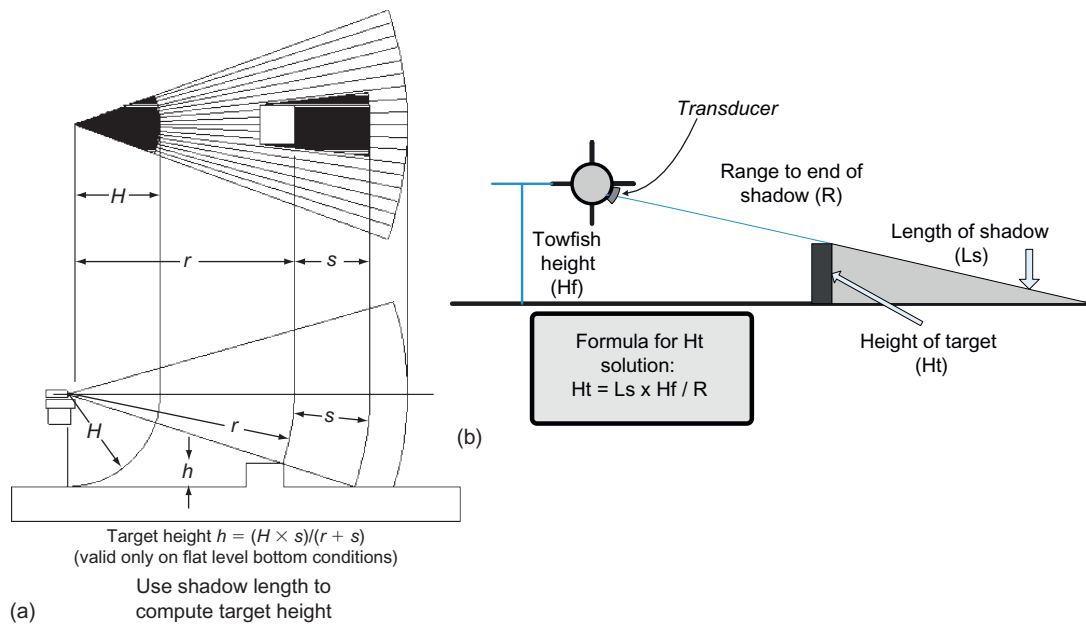 H
r
s
H
r
s
h
Target height h = (H × s)/(r + s)
(valid only on flat level bottom conditions)
Use shadow length to
compute target height
(a)
Transducer
Range to end of
shadow (R)
Towfish
height
(Hf)
Length of shadow
(Ls)
Height of target
(Ht)
Formula for Ht
solution:
Ht = Ls x Hf / R
(b)